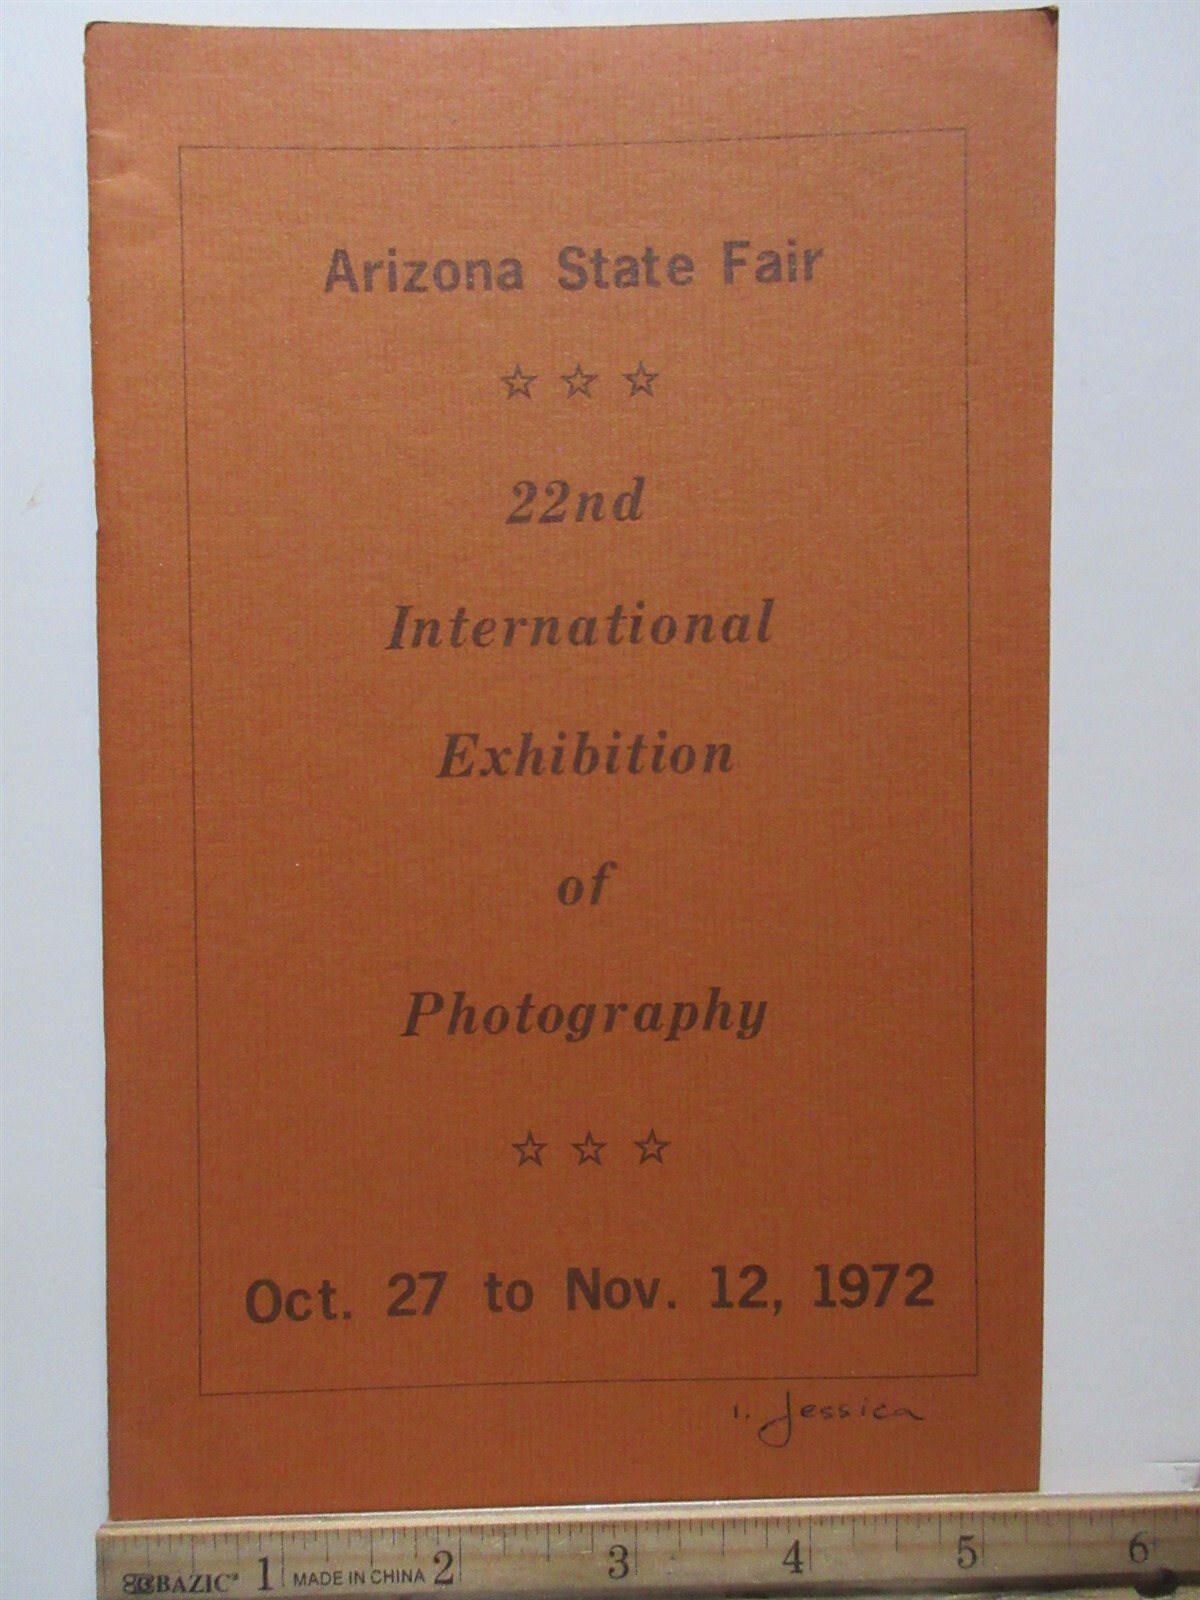 Arizona State Fair
☆ ☆ ☆
22nd
International
Exhibition
of
Photography
☆ ☆ ☆
Oct. 27 to Nov. 12, 1972
1. Jessica
BAZIC 1 MADE IN CHINA 2 3 4 5 6